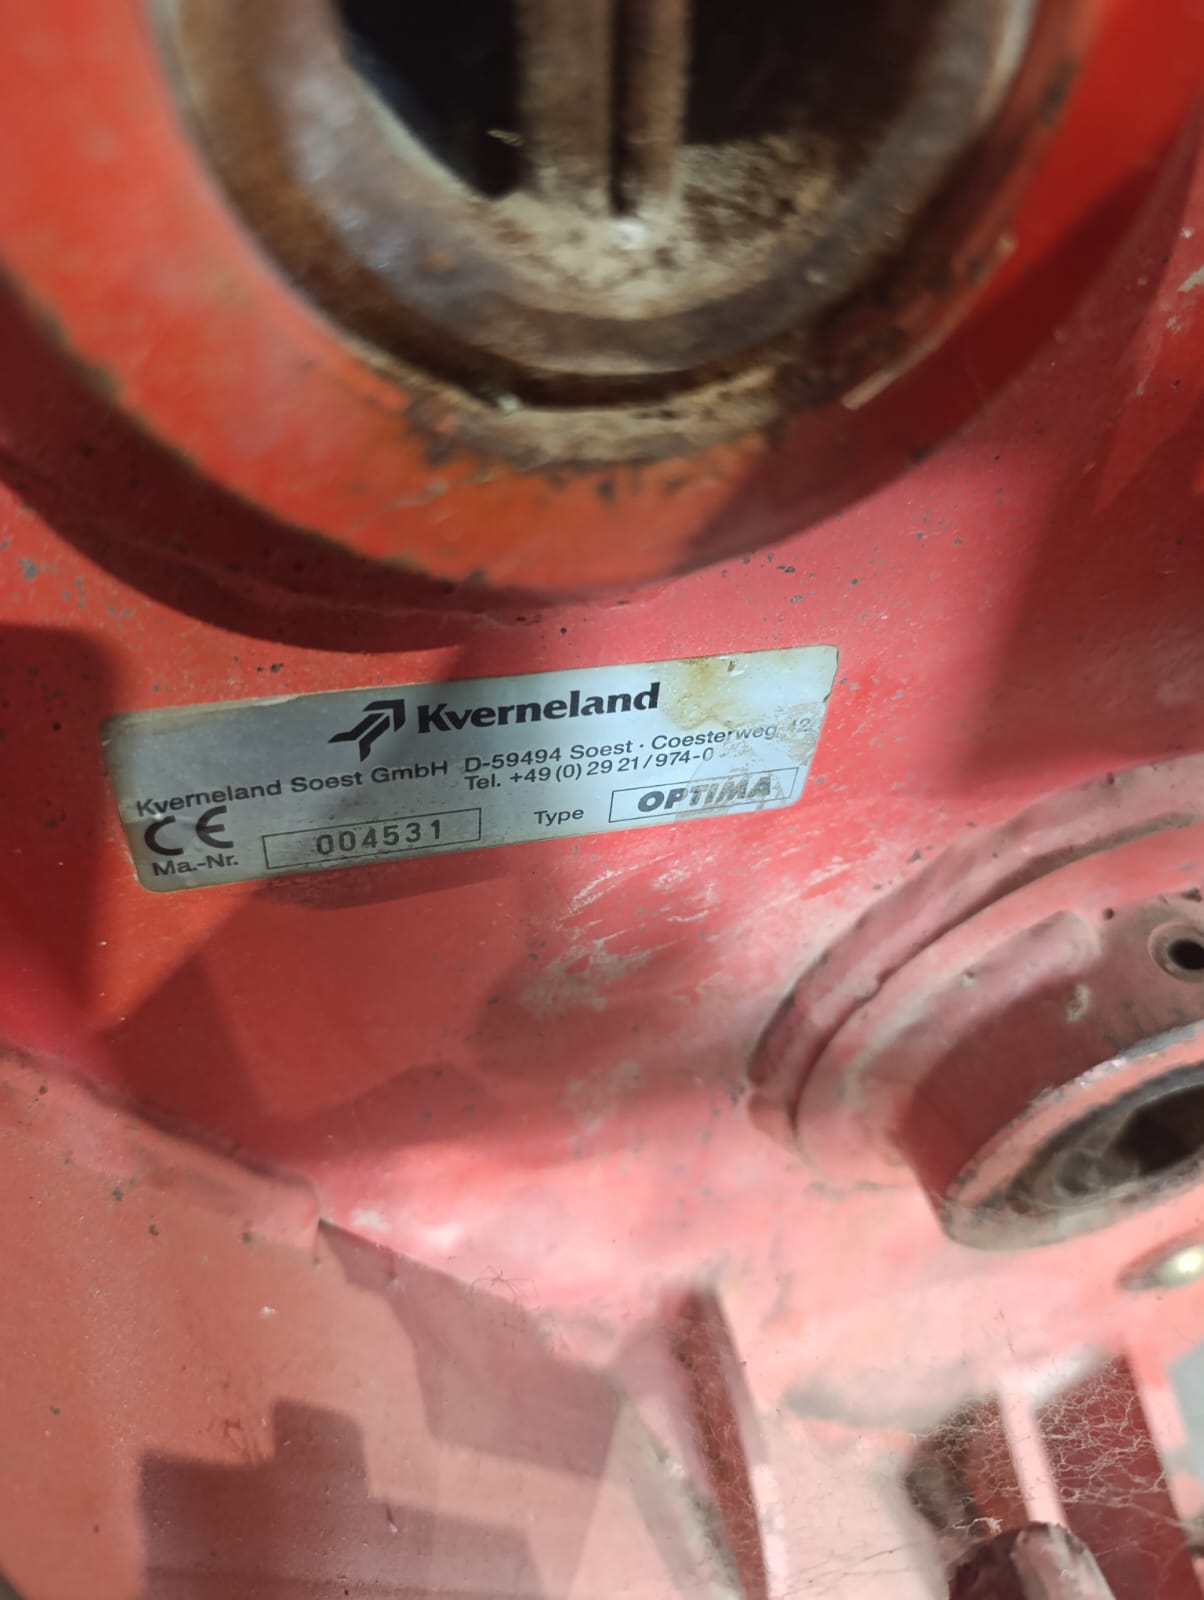 Kverneland
Kverneland Soest GmbH D-59494 Soest · Coesterweg 42
Tel. +49 (0) 29 21 / 974-0
CE
Ma.-Nr. 004531 Type OPTIMA